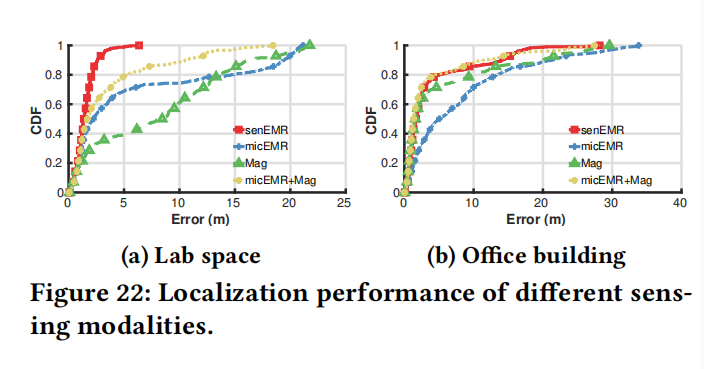 1
0.8
0.6
0.4
0.2
0
CDF
senEMR
micEMR
Mag
micEMR+Mag
0 5 10 15 20 25
Error (m)
(a) Lab space
1
0.8
0.6
0.4
0.2
0
CDF
senEMR
micEMR
Mag
micEMR+Mag
0 10 20 30 40
Error (m)
(b) Office building
Figure 22: Localization performance of different sens-
ing modalities.